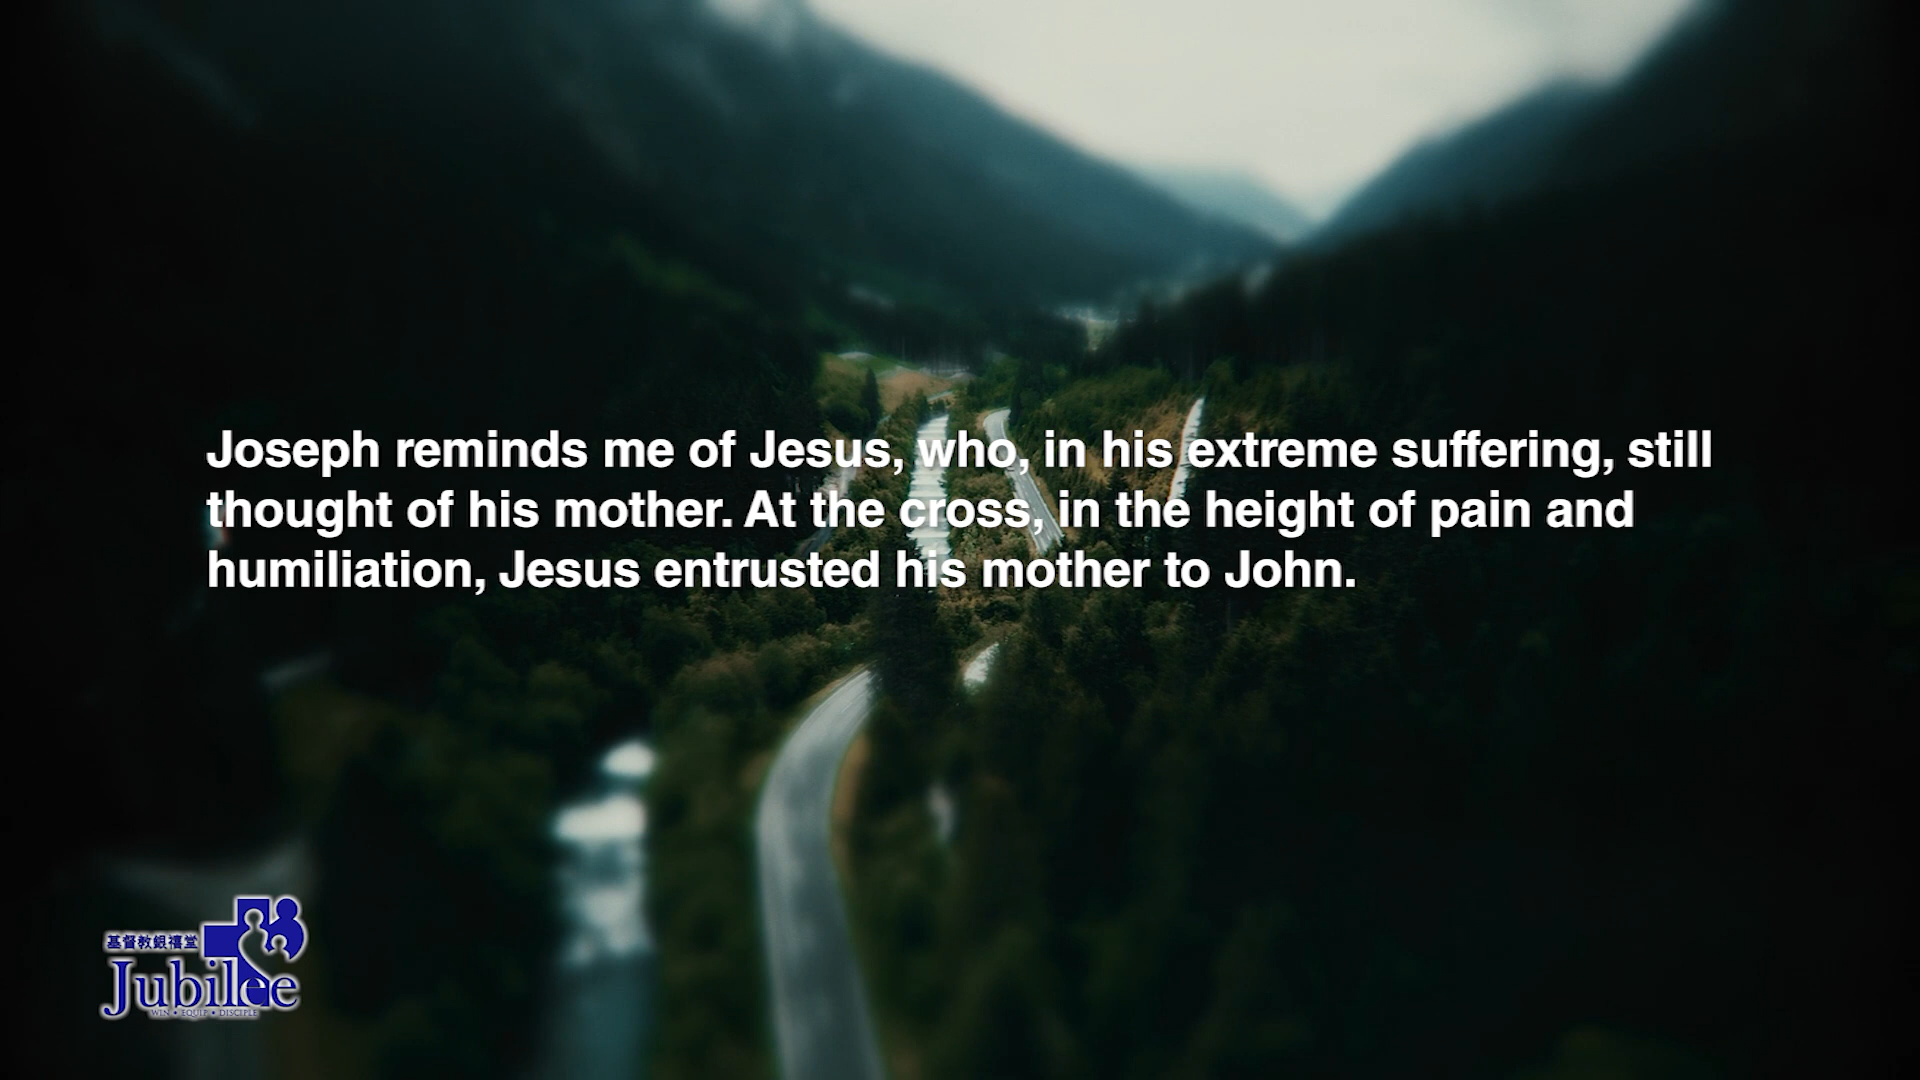 Joseph reminds me of Jesus, who, in his extreme suffering, still
thought of his mother. At the cross, in the height of pain and
humiliation, Jesus entrusted his mother to John.
基督教銀禧堂
Jubilee
WIN • EQUIP • DISCIPLE